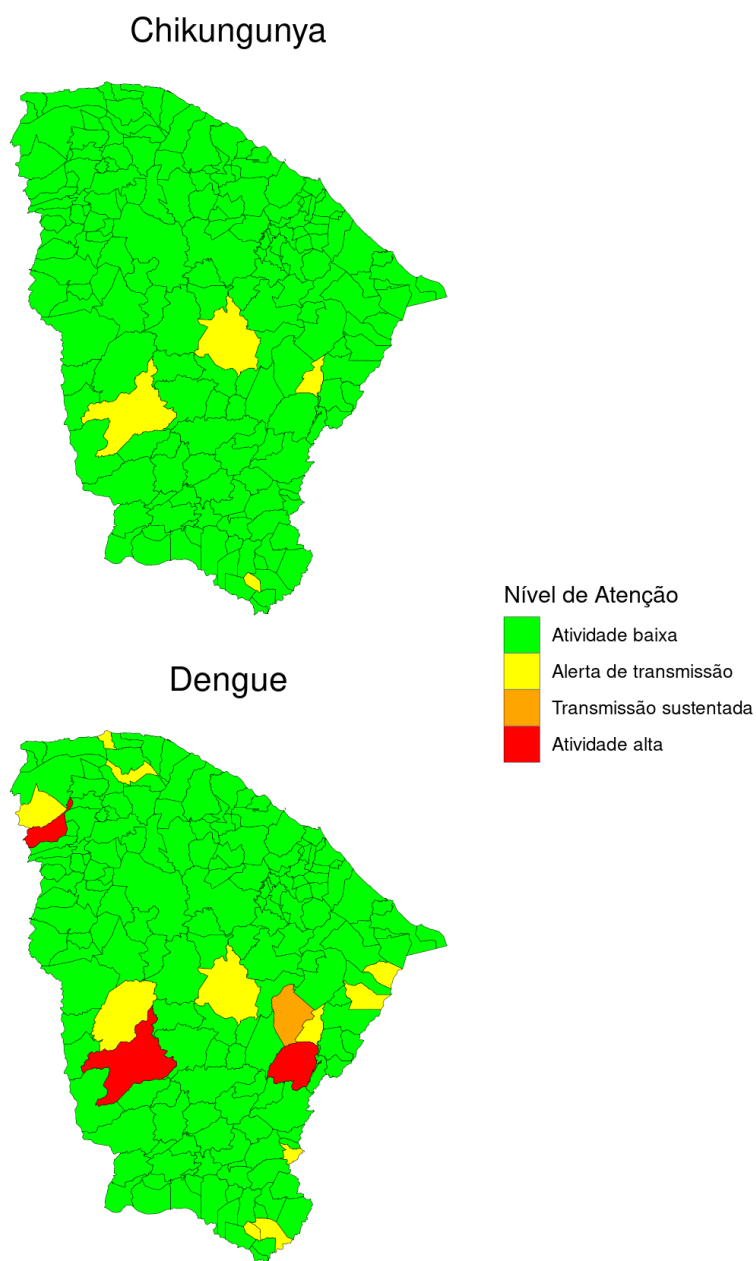 Chikungunya
Nível de Atenção
Atividade baixa
Alerta de transmissão
Transmissão sustentada
Atividade alta
Dengue